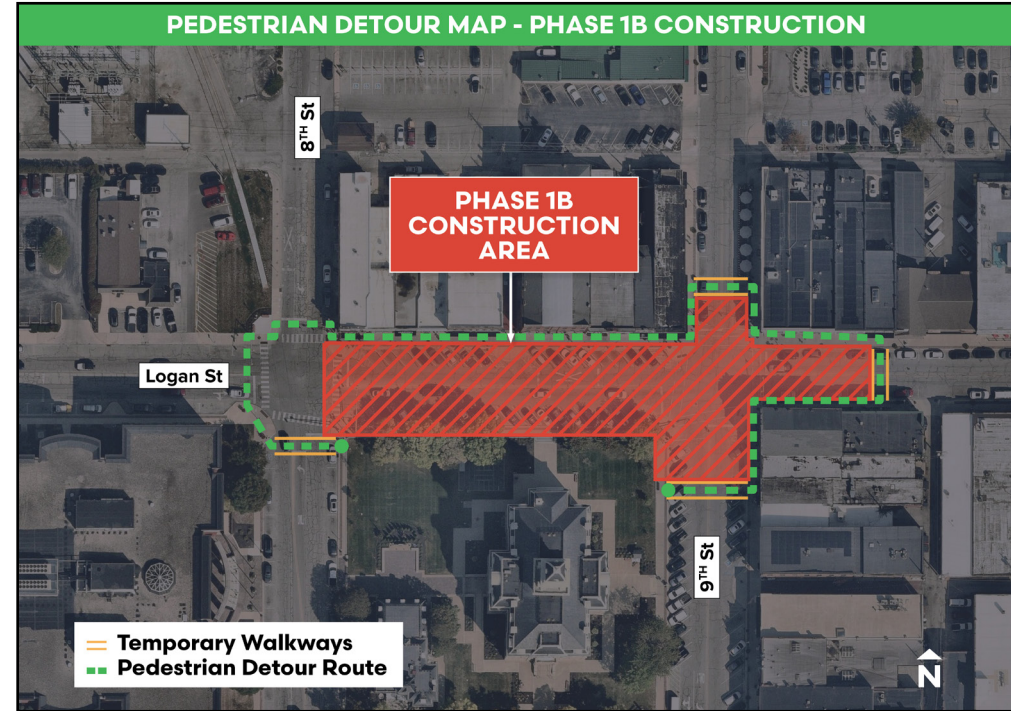 PEDESTRIAN DETOUR MAP - PHASE 1B CONSTRUCTION
8TH St
PHASE 1B
CONSTRUCTION
AREA
Logan St
9TH St
Temporary Walkways
Pedestrian Detour Route
N